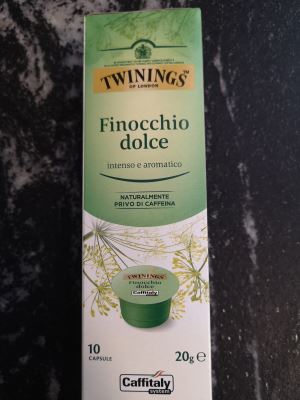 TWININGS™
OF LONDON
Finocchio
dolce
intenso e aromatico
NATURALMENTE
PRIVO DI CAFFEINA
TWININGS
Finocchio
dolce
Caffitaly
10
CAPSULE
20g e
Caffitaly
system